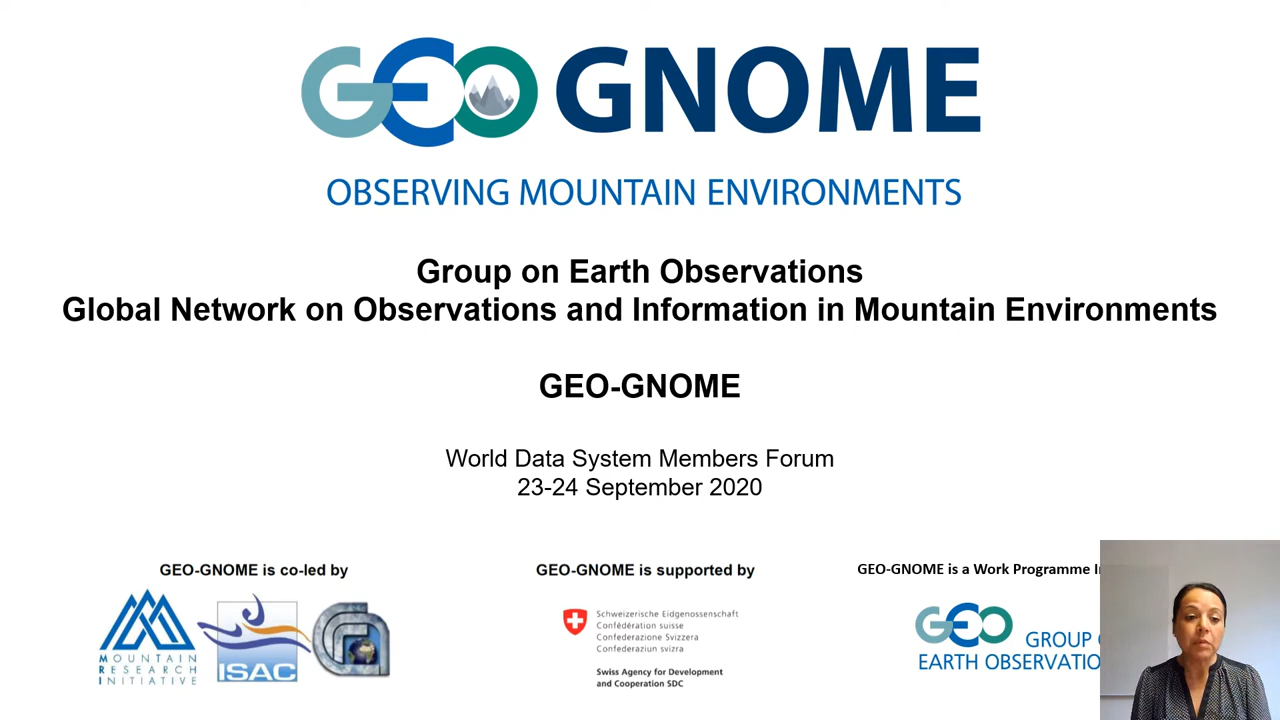 GEO GNOME
OBSERVING MOUNTAIN ENVIRONMENTS
Group on Earth Observations
Global Network on Observations and Information in Mountain Environments
GEO-GNOME
World Data System Members Forum
23-24 September 2020
GEO-GNOME is co-led by
MOUNTAIN
RESEARCH
INITIATIVE
ISAC
GEO-GNOME is supported by
Schweizerische Eidgenossenschaft
Confédération suisse
Confederazione Svizzera
Confederaziun svizra
Swiss Agency for Development
and Cooperation SDC
GEO-GNOME is a Work Programme
GEO
GROUP
EARTH